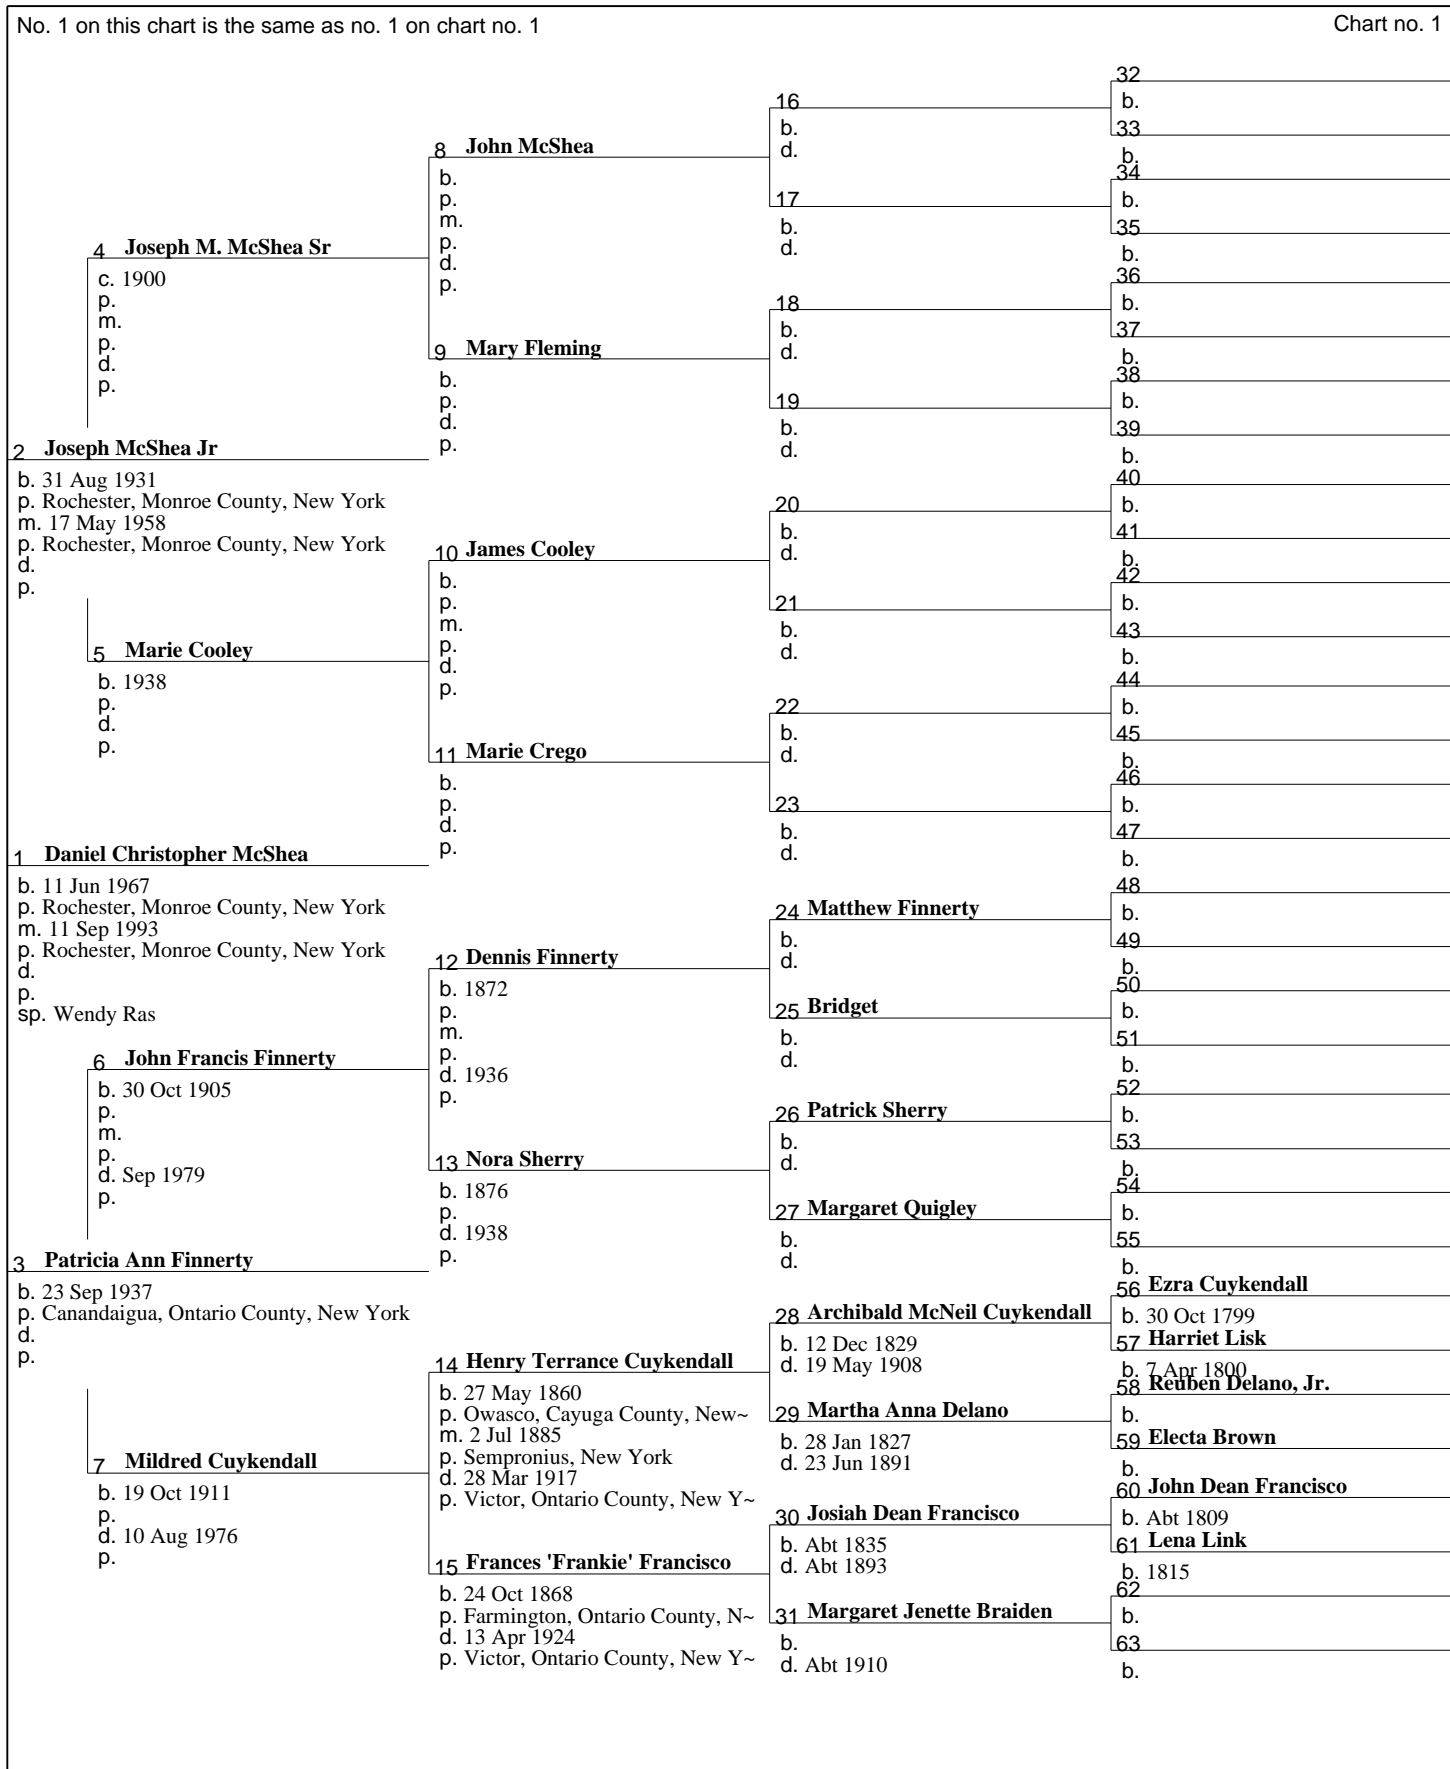 No. 1 on this chart is the same as no. 1 on chart no. 1
Chart no. 1
1 Daniel Christopher McShea
b. 11 Jun 1967
p. Rochester, Monroe County, New York
m. 11 Sep 1993
p. Rochester, Monroe County, New York
d.
p.
sp. Wendy Ras
2 Joseph McShea Jr
b. 31 Aug 1931
p. Rochester, Monroe County, New York
m. 17 May 1958
p. Rochester, Monroe County, New York
d.
p.
3 Patricia Ann Finnerty
b. 23 Sep 1937
p. Canandaigua, Ontario County, New York
d.
p.
4 Joseph M. McShea Sr
c. 1900
p.
m.
p.
d.
p.
5 Marie Cooley
b. 1938
p.
d.
p.
6 John Francis Finnerty
b. 30 Oct 1905
p.
m.
p.
d. Sep 1979
p.
7 Mildred Cuykendall
b. 19 Oct 1911
p.
d. 10 Aug 1976
p.
8 John McShea
b.
p.
m.
p.
d.
p.
9 Mary Fleming
b.
p.
d.
p.
10 James Cooley
b.
p.
m.
p.
d.
p.
11 Marie Crego
b.
p.
d.
p.
12 Dennis Finnerty
b. 1872
p.
m.
p.
d. 1936
p.
13 Nora Sherry
b. 1876
p.
d. 1938
p.
14 Henry Terrance Cuykendall
b. 27 May 1860
p. Owasco, Cayuga County, New~
m. 2 Jul 1885
p. Sempronius, New York
d. 28 Mar 1917
p. Victor, Ontario County, New Y~
15 Frances 'Frankie' Francisco
b. 24 Oct 1868
p. Farmington, Ontario County, N~
d. 13 Apr 1924
p. Victor, Ontario County, New Y~
16
b.
d.
17
b.
d.
18
b.
d.
19
b.
d.
20
b.
d.
21
b.
d.
22
b.
d.
23
b.
d.
24 Matthew Finnerty
b.
d.
25 Bridget
b.
d.
26 Patrick Sherry
b.
d.
27 Margaret Quigley
b.
d.
28 Archibald McNeil Cuykendall
b. 12 Dec 1829
d. 19 May 1908
29 Martha Anna Delano
b. 28 Jan 1827
d. 23 Jun 1891
30 Josiah Dean Francisco
b. Abt 1835
d. Abt 1893
31 Margaret Jenette Braiden
b.
d. Abt 1910
32
b.
33
b.
34
b.
35
b.
36
b.
37
b.
38
b.
39
b.
40
b.
41
b.
42
b.
43
b.
44
b.
45
b.
46
b.
47
b.
48
b.
49
b.
50
b.
51
b.
52
b.
53
b.
54
b.
55
b.
56 Ezra Cuykendall
b. 30 Oct 1799
57 Harriet Lisk
b. 7 Apr 1800
58 Reuben Delano, Jr.
b.
59 Electa Brown
b.
60 John Dean Francisco
b. Abt 1809
61 Lena Link
b. 1815
62
b.
63
b.